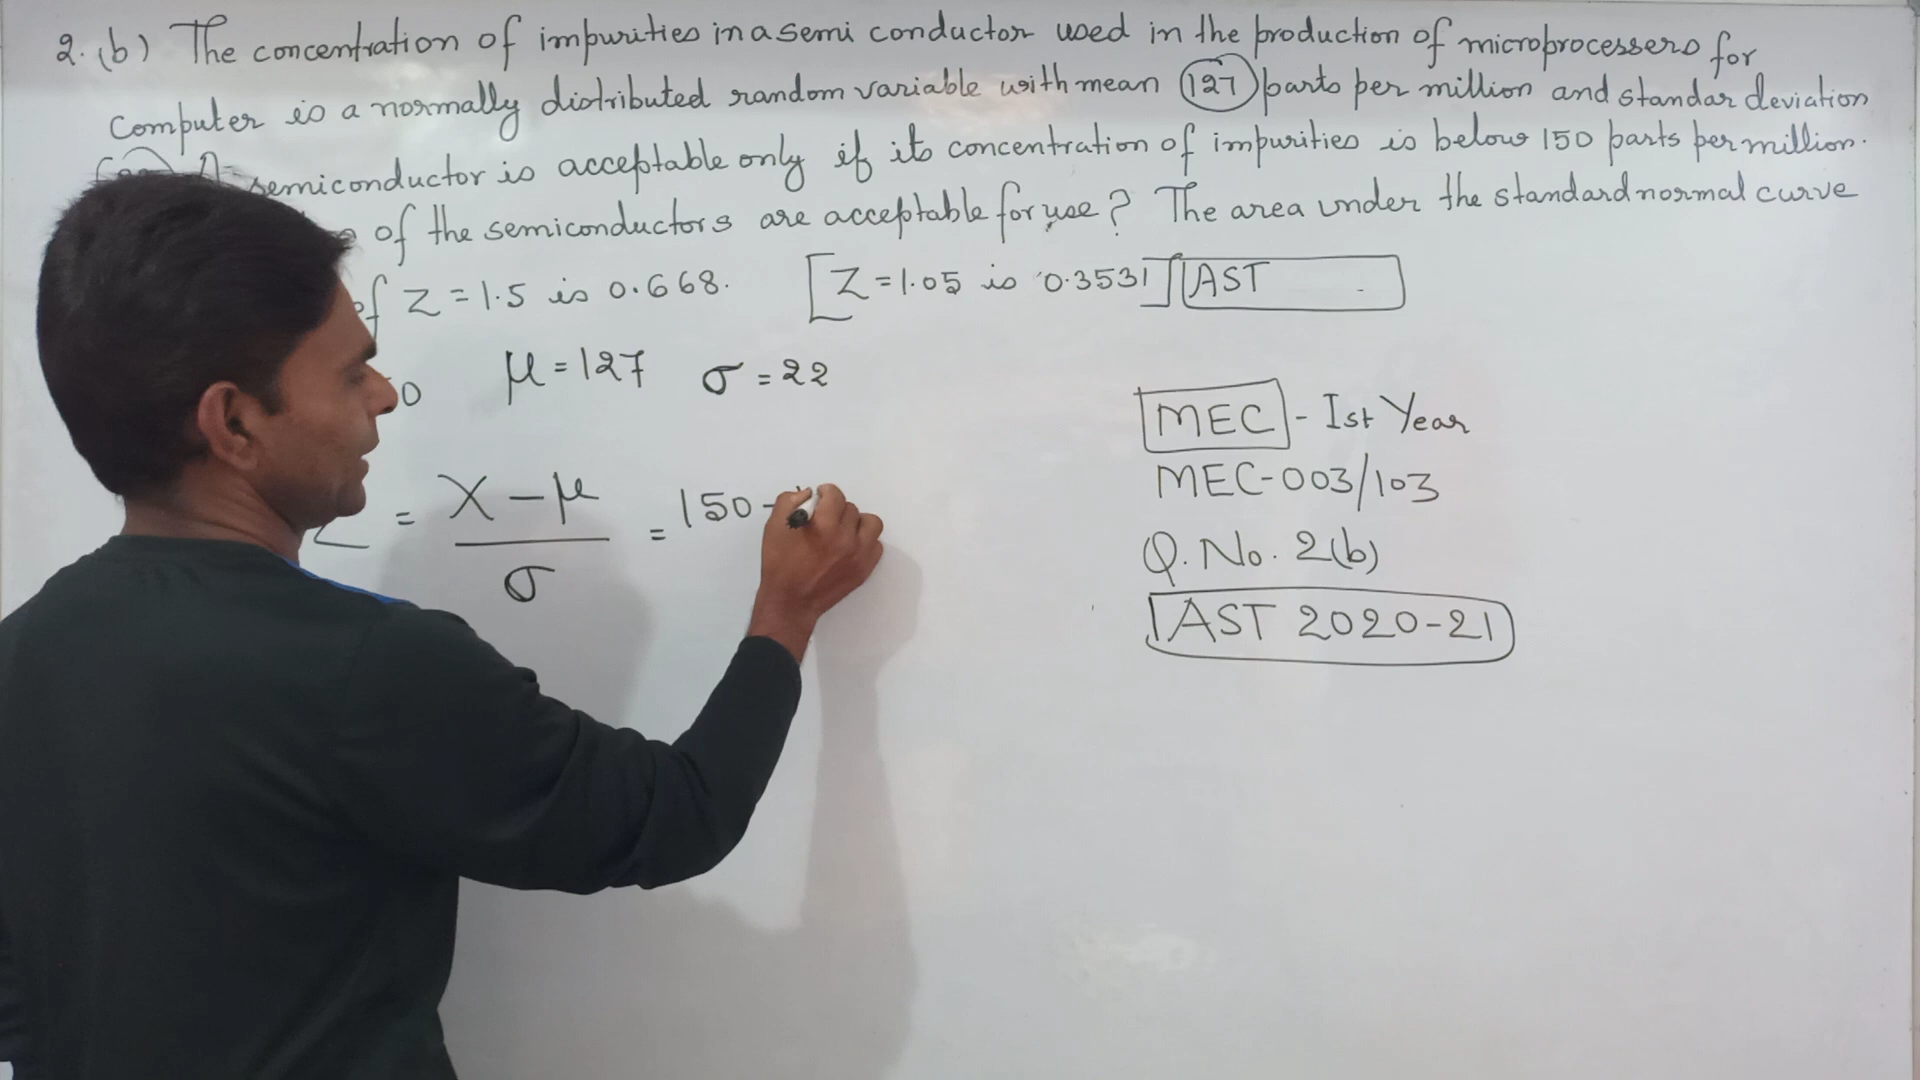 2. (b) The concentration of impurities in a semi conductor used in the production of microprocessers for
Computer is a normally distributed random variable with mean 127 parts per million and standar deviation
semiconductor is acceptable only if its concentration of impurities is below 150 parts per million.
of the semiconductors are acceptable for use? The area under the standard normal curve
of Z = 1.5 is 0.668. [Z = 1.05 is 0.3531] AST
0 μ = 127 σ = 22
MEC - Ist Year
MEC-003/103
Q. No. 2(b)
AST 2020-21
Z = X - μ / σ = 150 -